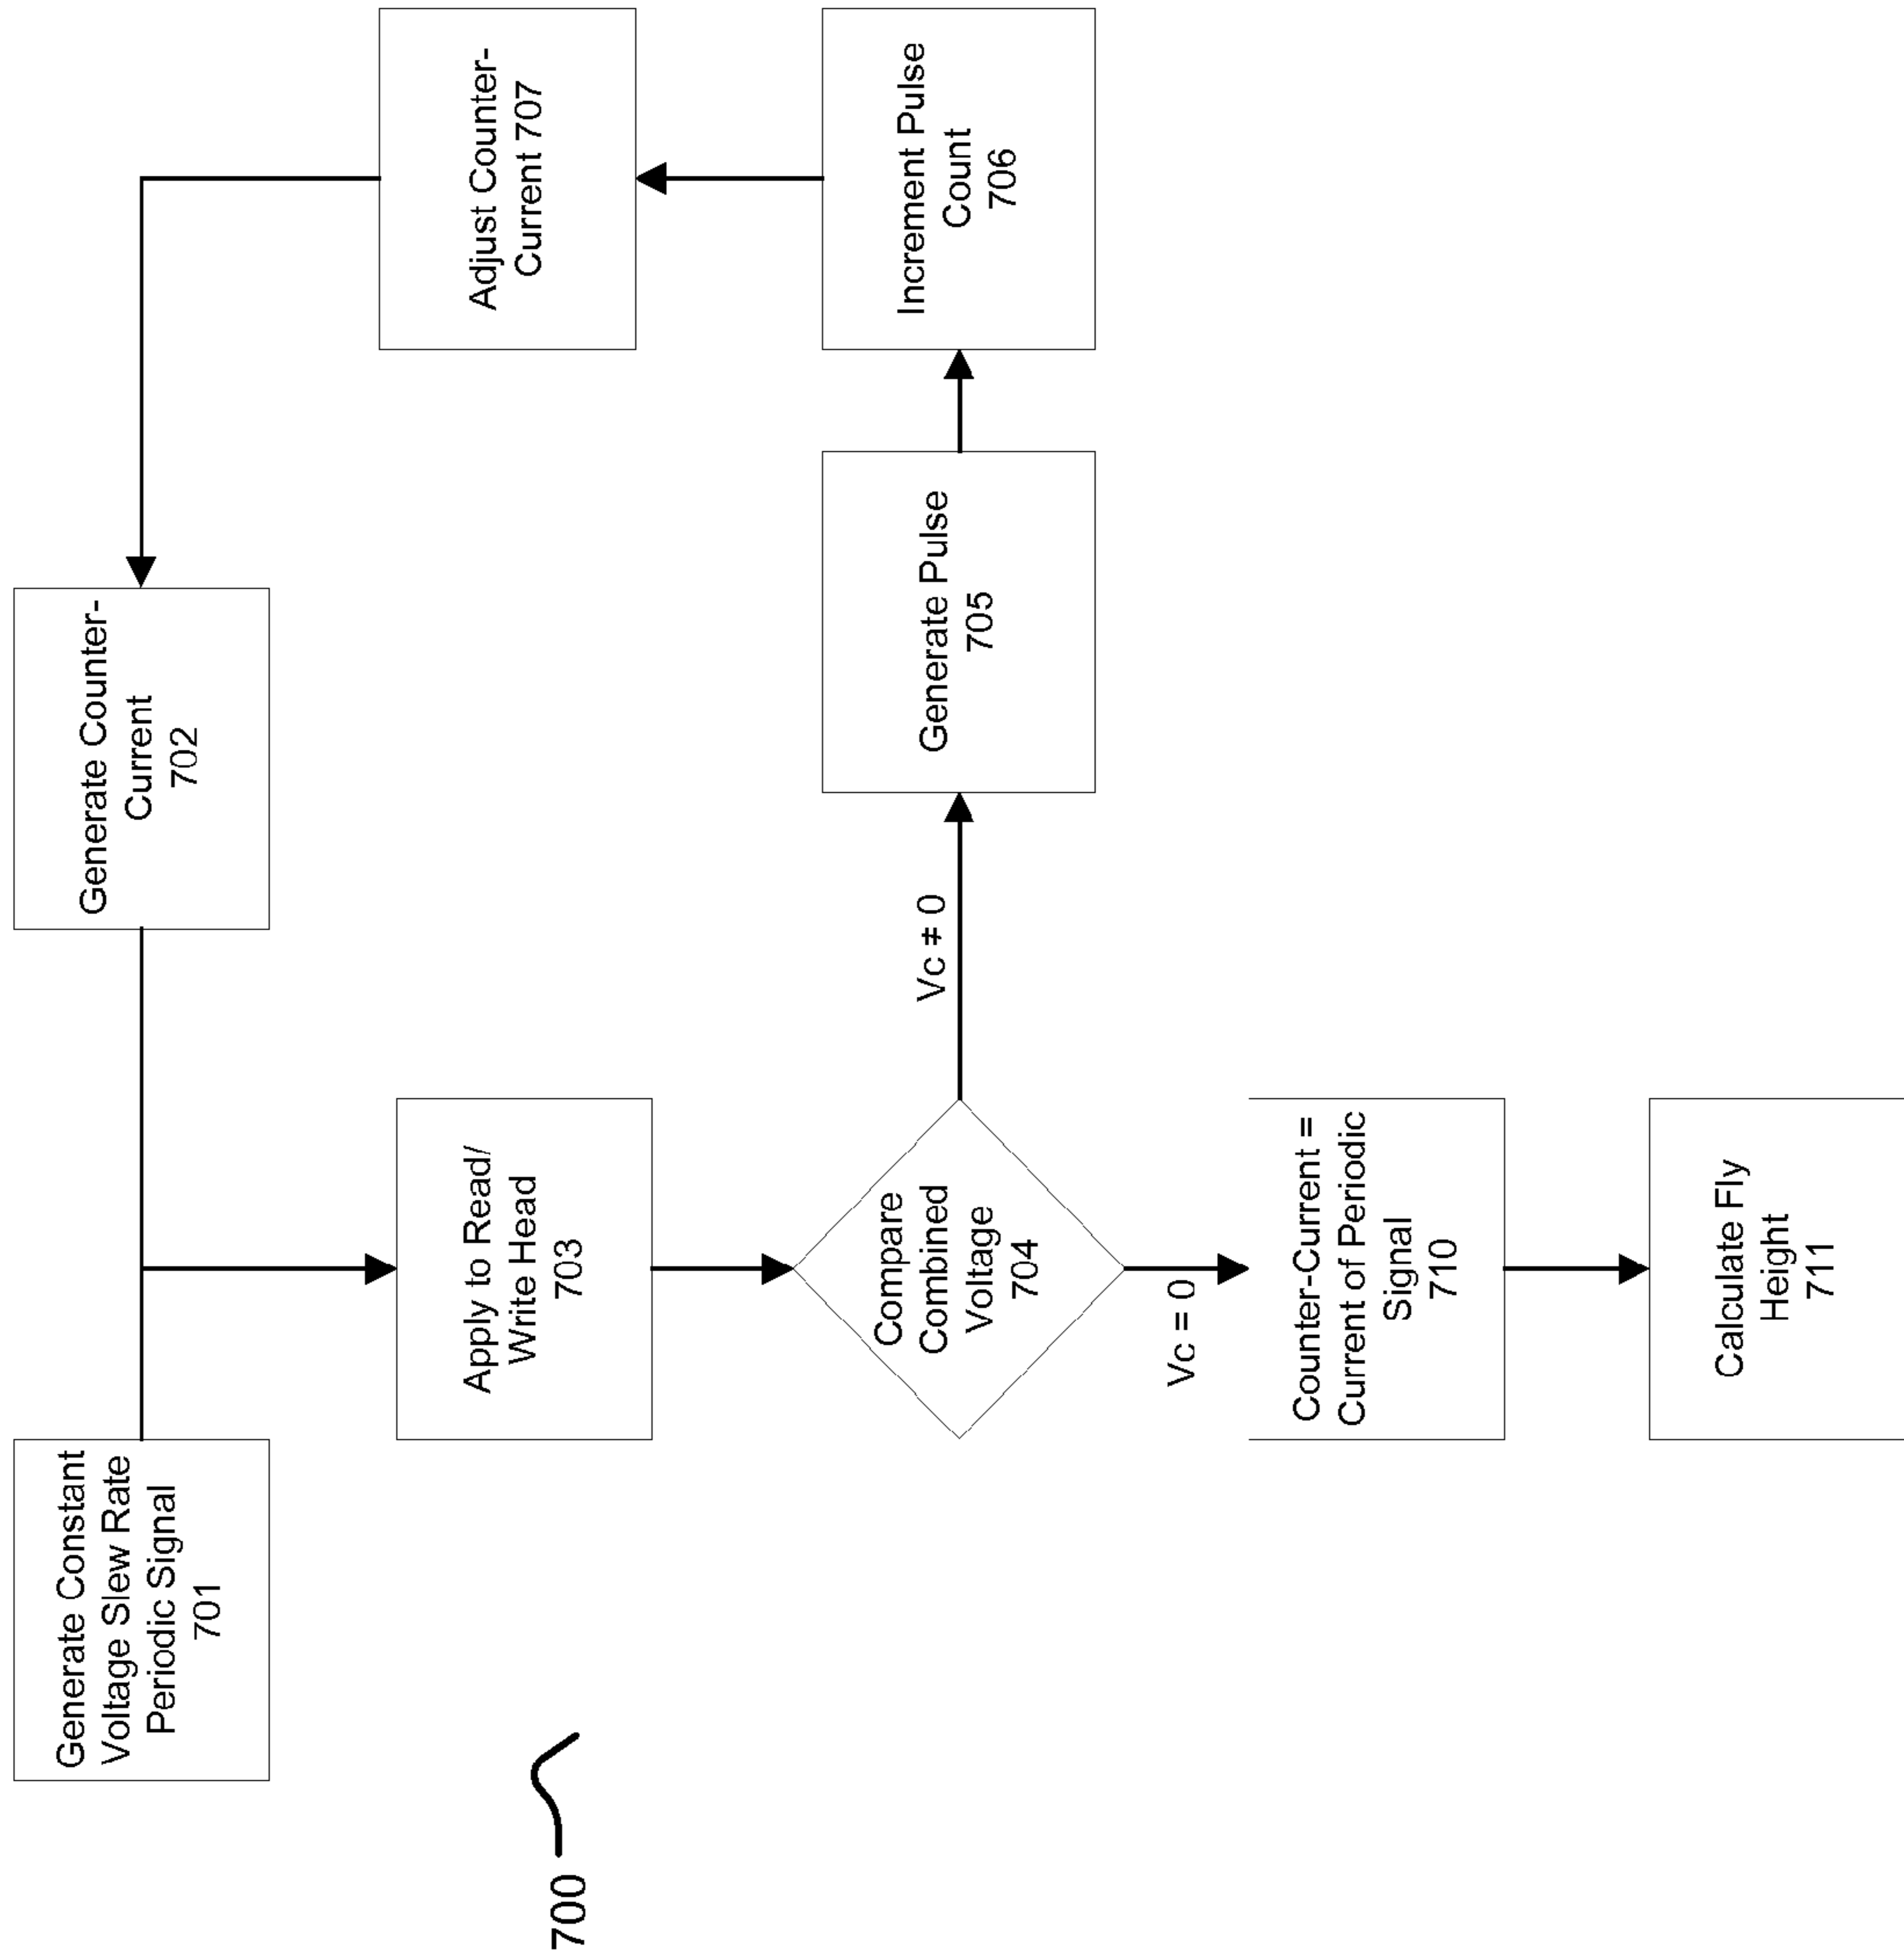 Generate Constant
Voltage Slew Rate
Periodic Signal
701
Generate Counter-
Current
702
700
Apply to Read/
Write Head
703
Adjust Counter-
Current 707
Compare
Combined
Voltage
704
Vc ≠ 0
Generate Pulse
705
Increment Pulse
Count
706
Vc = 0
Counter-Current =
Current of Periodic
Signal
710
Calculate Fly
Height
711